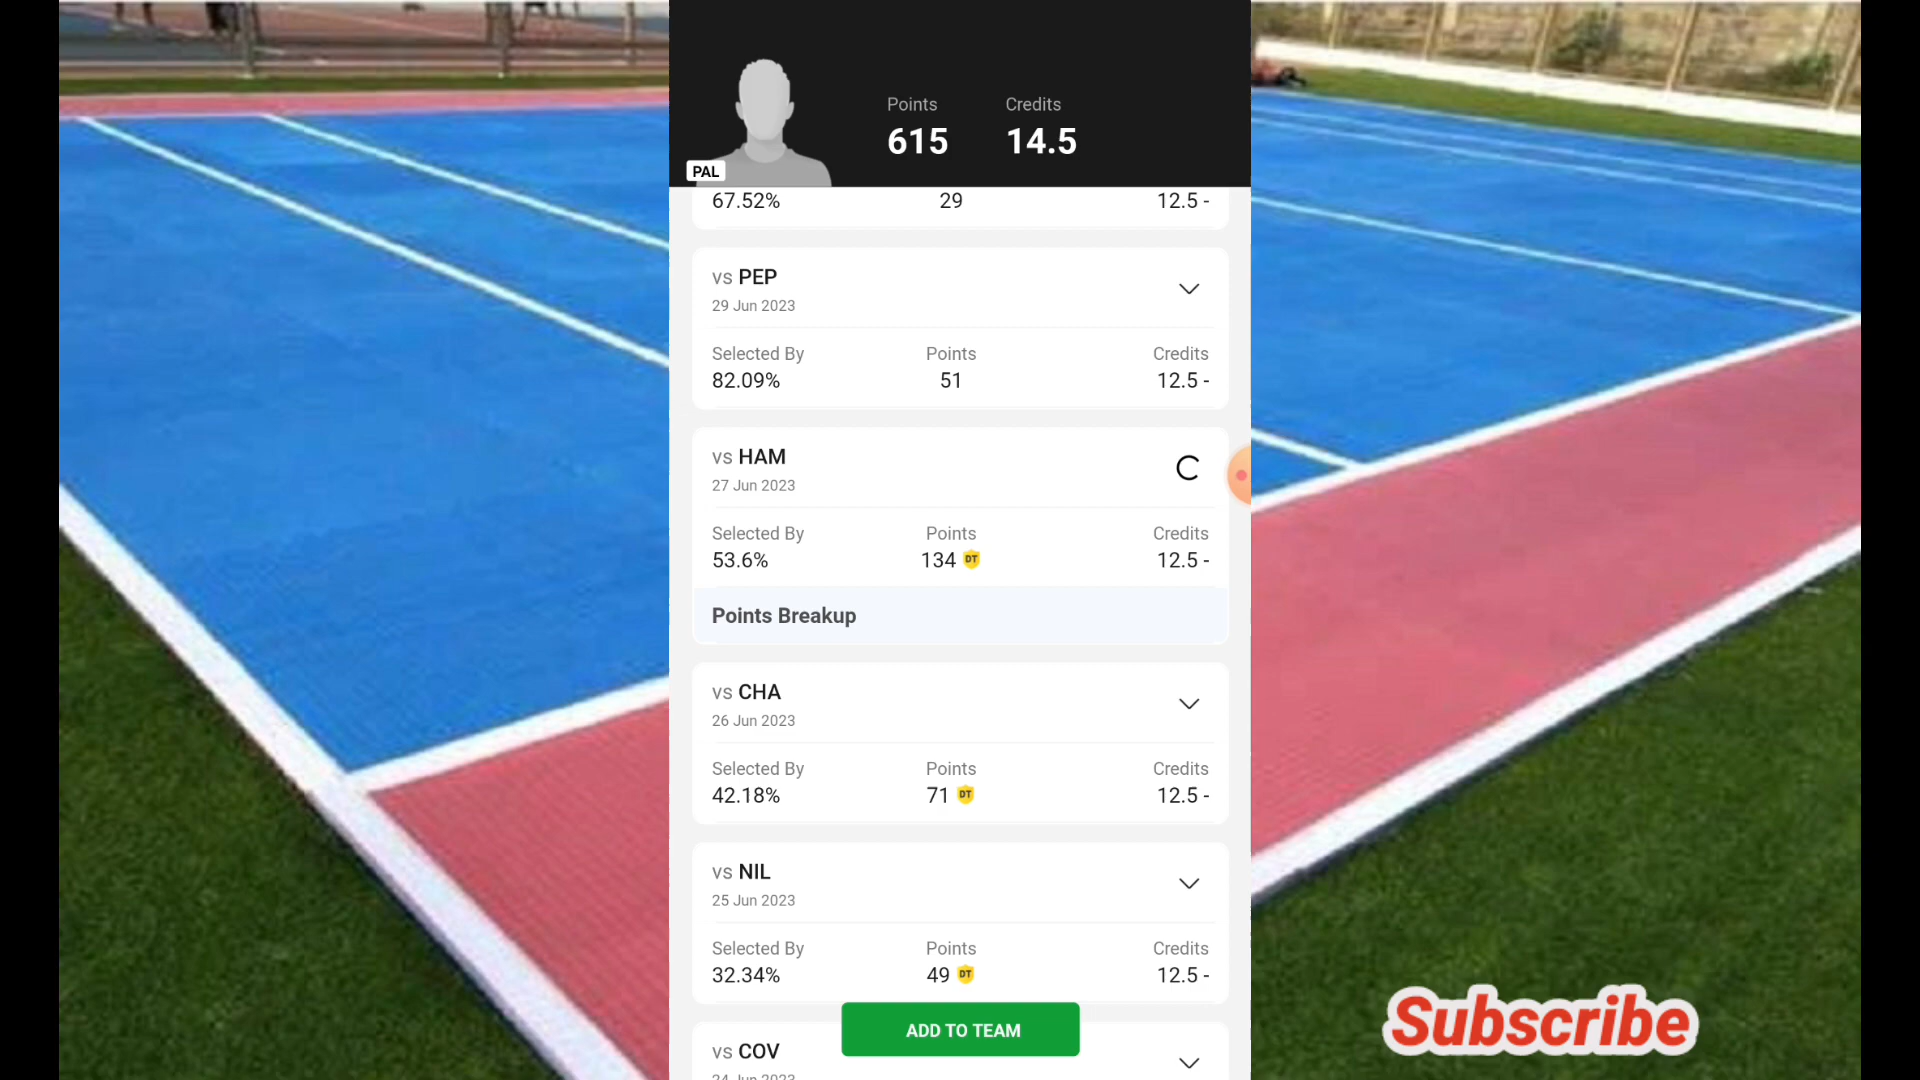 Points Credits
615 14.5
PAL
67.52% 29 12.5 -
vs PEP
29 Jun 2023
Selected By Points Credits
82.09% 51 12.5 -
vs HAM
27 Jun 2023
Selected By Points Credits
53.6% 134 DT 12.5 -
Points Breakup
vs CHA
26 Jun 2023
Selected By Points Credits
42.18% 71 DT 12.5 -
vs NIL
25 Jun 2023
Selected By Points Credits
32.34% 49 DT 12.5 -
ADD TO TEAM
vs COV
24 Jun 2023
Subscribe